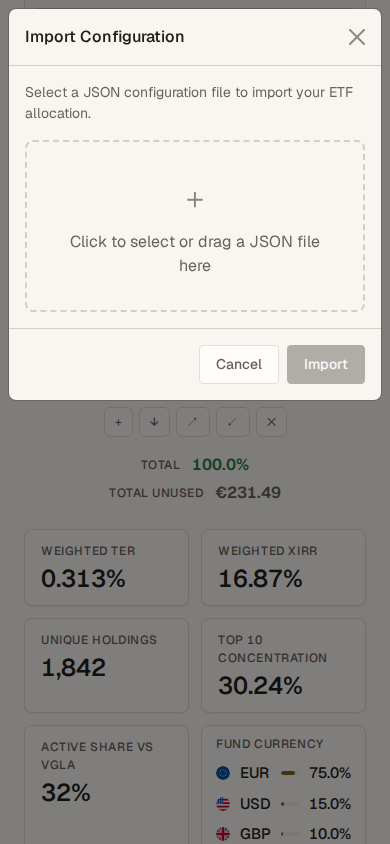 Import Configuration
Select a JSON configuration file to import your ETF
allocation.
+
Click to select or drag a JSON file
here
Cancel Import
TOTAL 100.0%
TOTAL UNUSED €231.49
WEIGHTED TER WEIGHTED XIRR
0.313% 16.87%
UNIQUE HOLDINGS TOP 10
CONCENTRATION
1,842 30.24%
ACTIVE SHARE VS
VGLA
32%
FUND CURRENCY
EUR 75.0%
USD 15.0%
GBP 10.0%